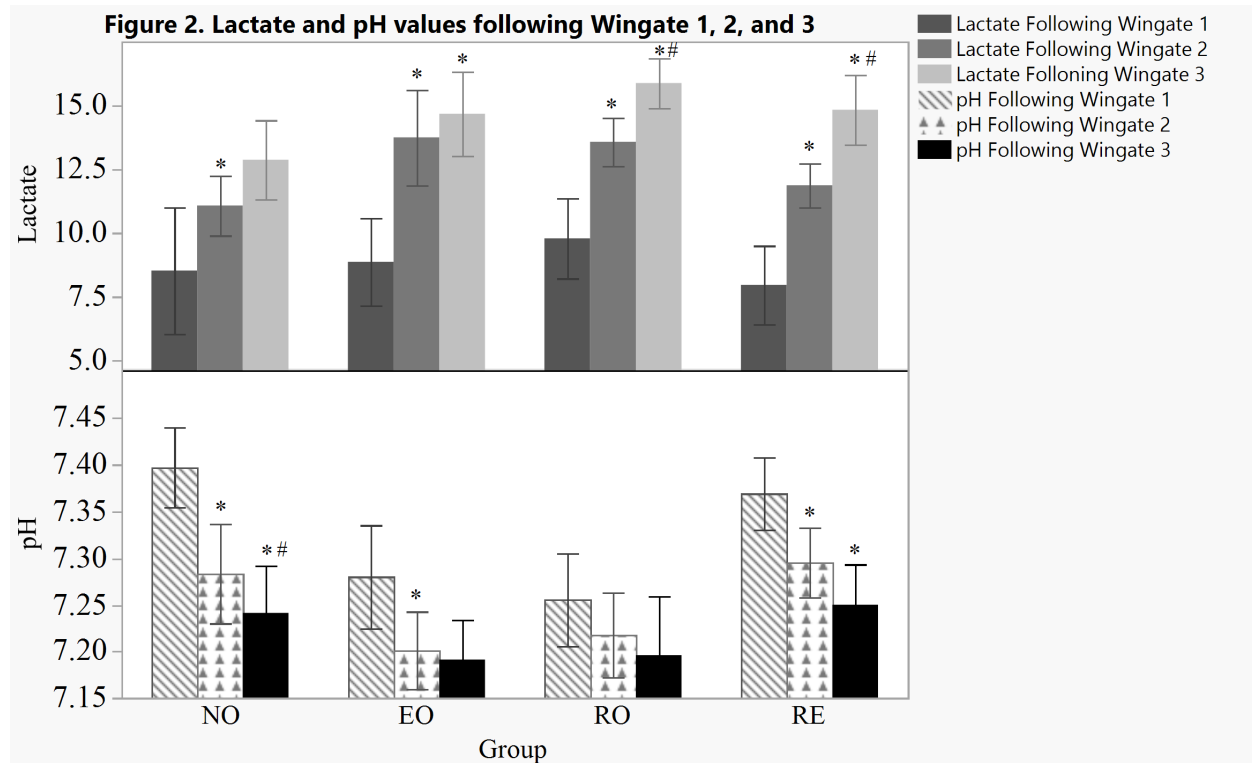 Figure 2. Lactate and pH values following Wingate 1, 2, and 3
Lactate Following Wingate 1
Lactate Following Wingate 2
Lactate Folloning Wingate 3
pH Following Wingate 1
pH Following Wingate 2
pH Following Wingate 3
Lactate
15.0
12.5
10.0
7.5
5.0
*
* *
* *#
* * #
pH
7.45
7.40
7.35
7.30
7.25
7.20
7.15
* * #
*
* *
NO EO RO RE
Group